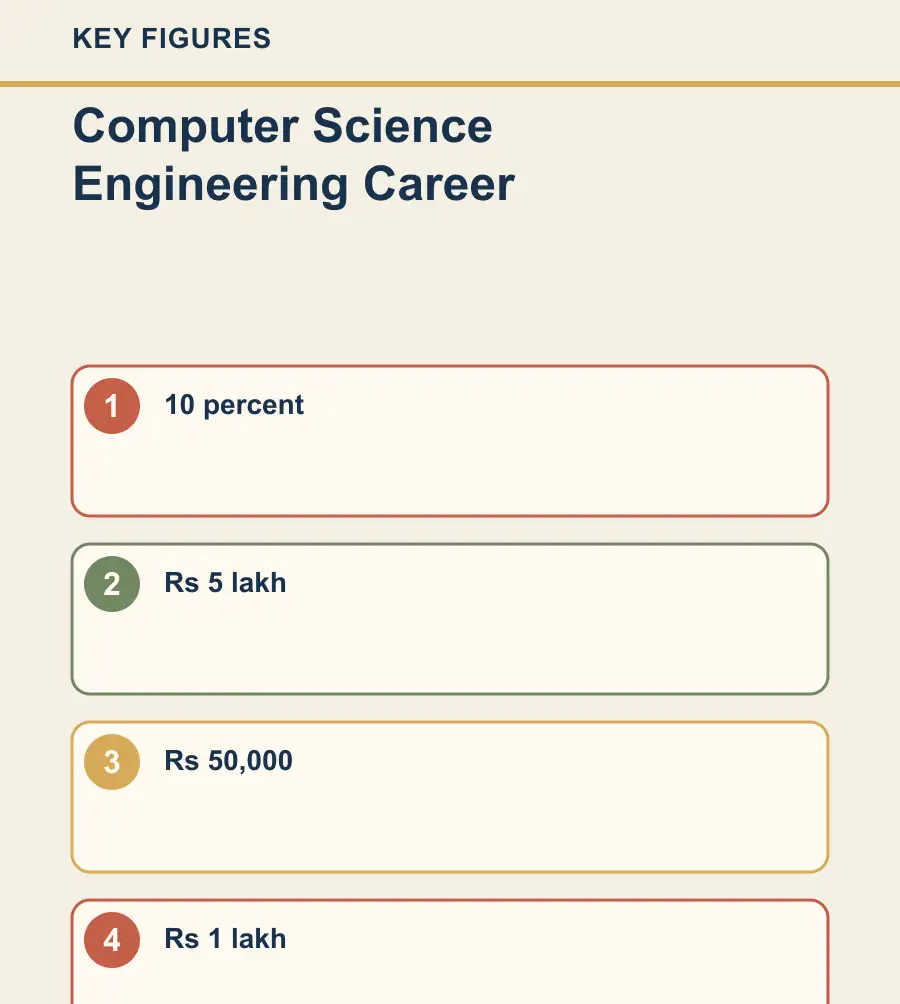 KEY FIGURES
Computer Science
Engineering Career
1 10 percent
2 Rs 5 lakh
3 Rs 50,000
4 Rs 1 lakh